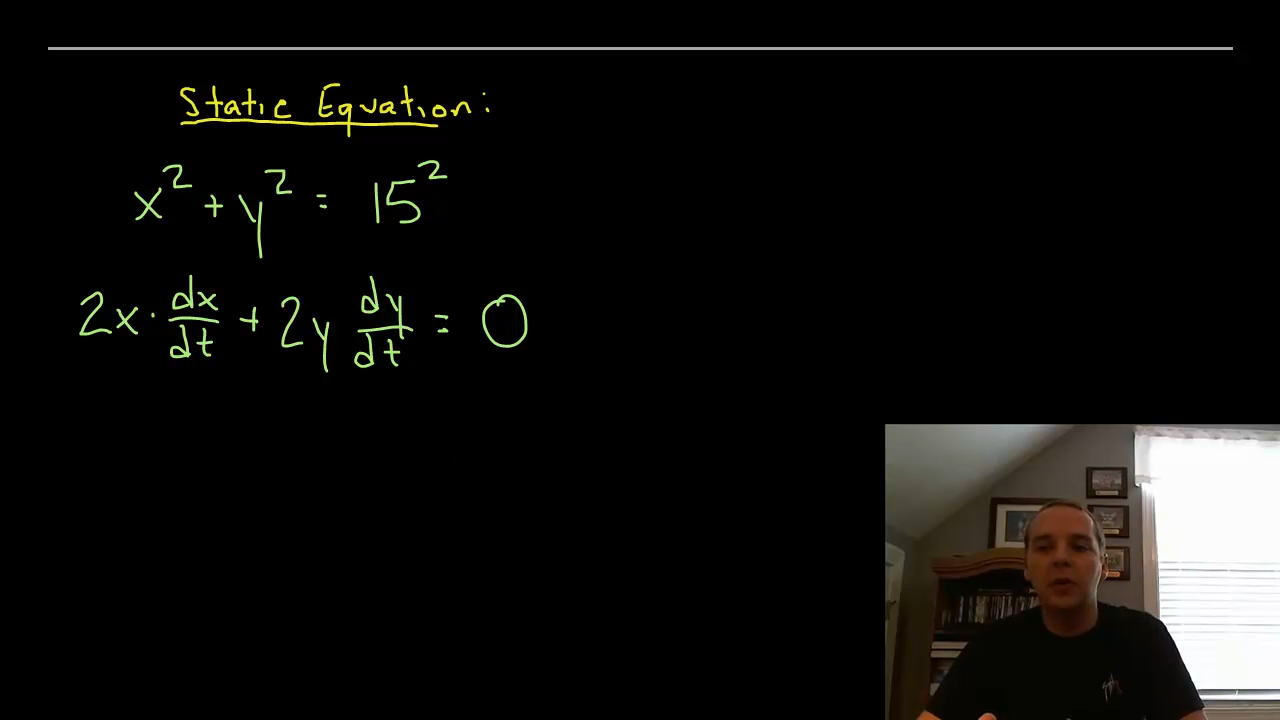 Static Equation:
x² + y² = 15²
2x · dx/dt + 2y dy/dt = 0